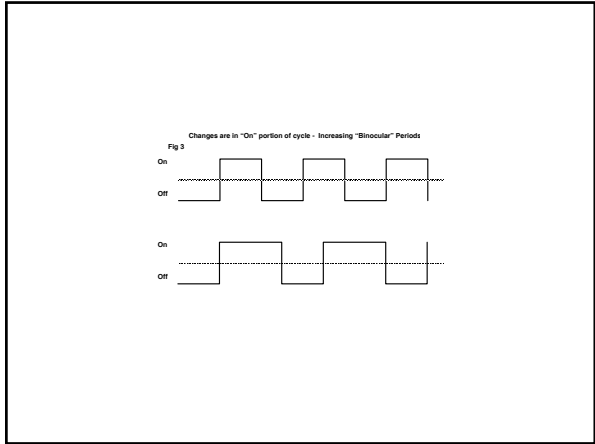 Changes are in “On” portion of cycle - Increasing “Binocular” Periods
Fig 3
On
Off
On
Off